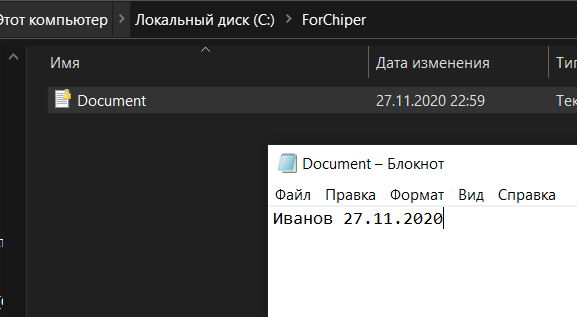 Этот компьютер Локальный диск (C:) ForChiper
Имя Дата изменения
Document 27.11.2020 22:59
Document – Блокнот
Файл Правка Формат Вид Справка
Иванов 27.11.2020